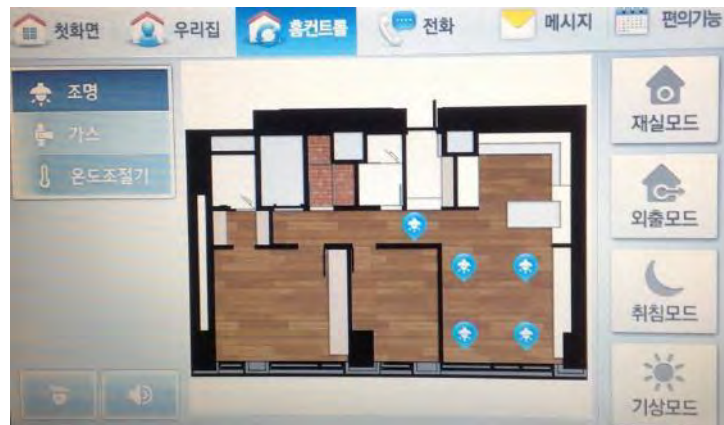 첫화면
우리집
홈컨트롤
전화
메시지
편의기능
조명
가스
온도조절기
재실모드
외출모드
취침모드
기상모드